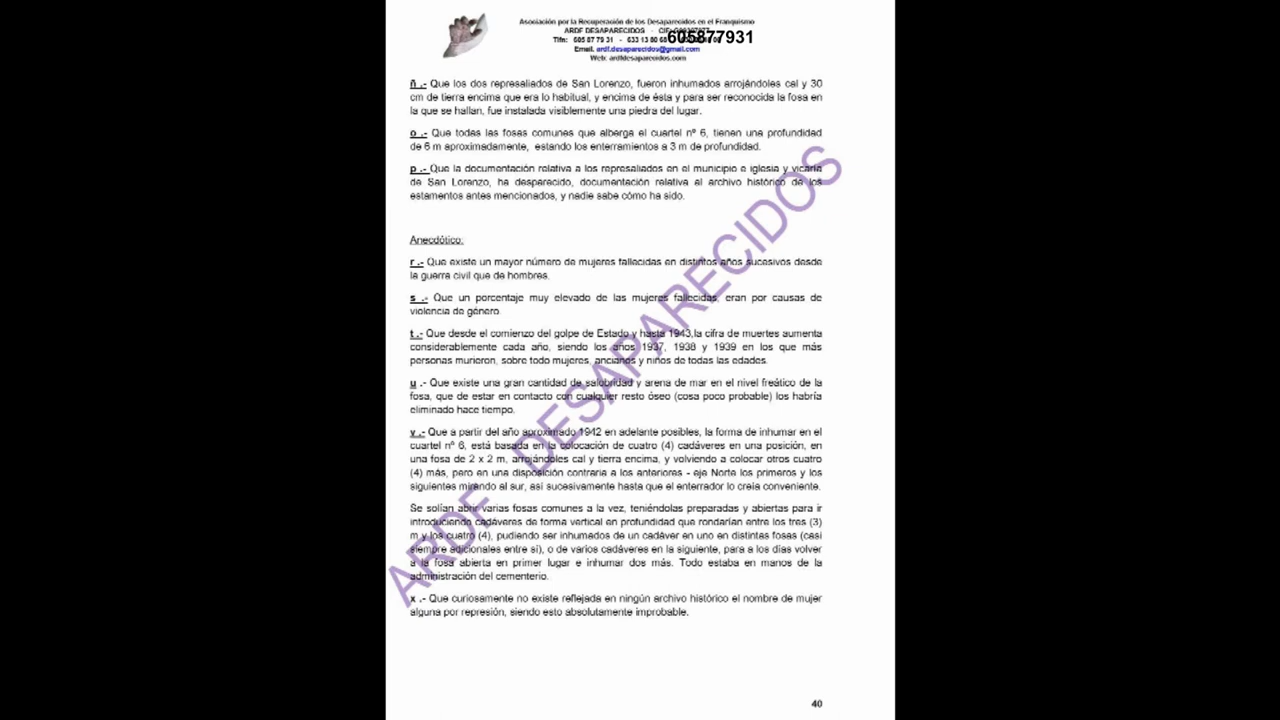 Asociación por la Recuperación de los Desaparecidos en el Franquismo
ARDF DESAPARECIDOS - CIF:
Tlfn: 605 87 79 31 - 633 13 80
605877931
Email. ardf.desaparecidos@gmail.com
Web: ardfdesaparecidos.com
ñ .- Que los dos represaliados de San Lorenzo, fueron inhumados arrojándoles cal y 30
cm de tierra encima que era lo habitual, y encima de ésta y para ser reconocida la fosa en
la que se hallan, fue instalada visiblemente una piedra del lugar.
o .- Que todas las fosas comunes que alberga el cuartel nº 6, tienen una profundidad
de 6 m aproximadamente, estando los enterramientos a 3 m de profundidad.
p .- Que la documentación relativa a los represaliados en el municipio e iglesia y vicaría
de San Lorenzo, ha desparecido, documentación relativa al archivo histórico de los
estamentos antes mencionados, y nadie sabe cómo ha sido.
Anecdótico:
r .- Que existe un mayor número de mujeres fallecidas en distintos años sucesivos desde
la guerra civil que de hombres.
s .- Que un porcentaje muy elevado de las mujeres fallecidas, eran por causas de
violencia de género.
t .- Que desde el comienzo del golpe de Estado y hasta 1943,la cifra de muertes aumenta
considerablemente cada año, siendo los años 1937, 1938 y 1939 en los que más
personas murieron, sobre todo mujeres, ancianos y niños de todas las edades.
u .- Que existe una gran cantidad de salobridad y arena de mar en el nivel freático de la
fosa, que de estar en contacto con cualquier resto óseo (cosa poco probable) los habría
eliminado hace tiempo.
v .- Que a partir del año aproximado 1942 en adelante posibles, la forma de inhumar en el
cuartel nº 6, está basada en la colocación de cuatro (4) cadáveres en una posición, en
una fosa de 2 x 2 m, arrojándoles cal y tierra encima, y volviendo a colocar otros cuatro
(4) más, pero en una disposición contraria a los anteriores - eje Norte los primeros y los
siguientes mirando al sur, así sucesivamente hasta que el enterrador lo creía conveniente.
Se solían abrir varias fosas comunes a la vez, teniéndolas preparadas y abiertas para ir
introduciendo cadáveres de forma vertical en profundidad que rondarían entre los tres (3)
m y los cuatro (4), pudiendo ser inhumados de un cadáver en uno en distintas fosas (casi
siempre adicionales entre sí), o de varios cadáveres en la siguiente, para a los días volver
a la fosa abierta en primer lugar e inhumar dos más. Todo estaba en manos de la
administración del cementerio.
x .- Que curiosamente no existe reflejada en ningún archivo histórico el nombre de mujer
alguna por represión, siendo esto absolutamente improbable.
ARDF DESAPARECIDOS
40